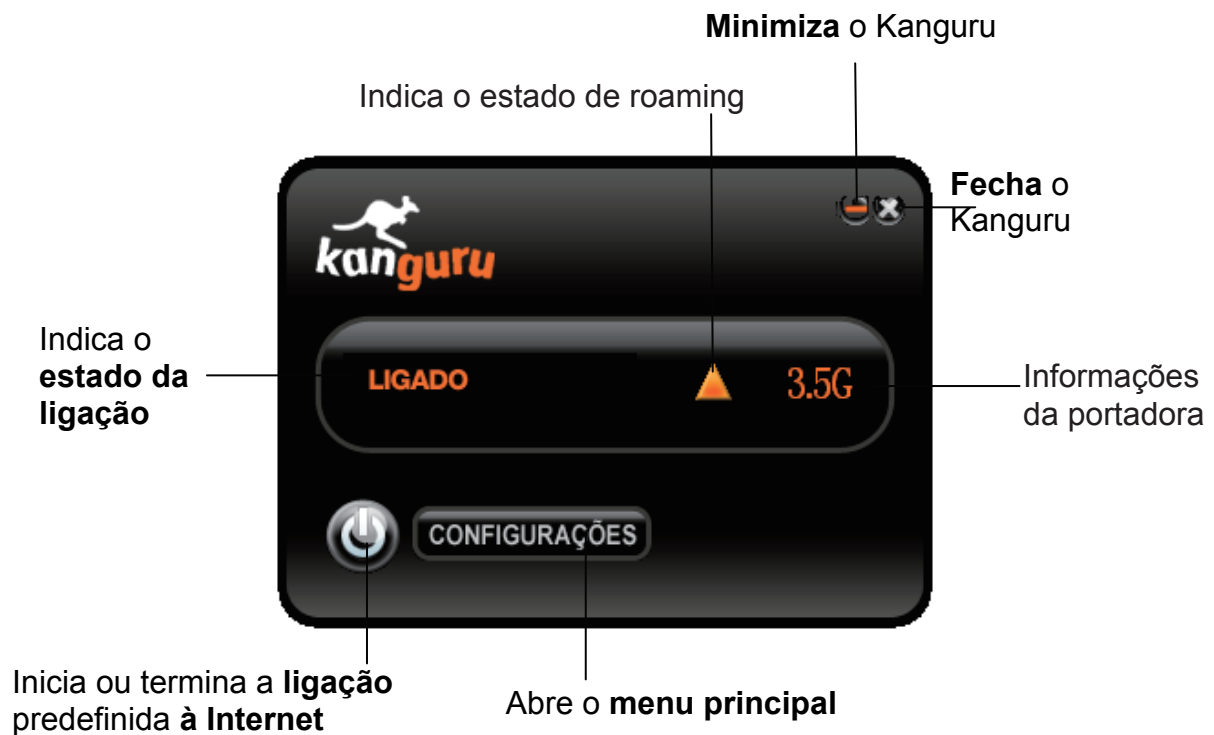 Minimiza o Kanguru
Indica o estado de roaming
Fecha o
Kanguru
kanguru
Indica o
estado da
ligação
LIGADO
3.5G
Informações
da portadora
CONFIGURAÇÕES
Inicia ou termina a ligação
predefinida à Internet
Abre o menu principal